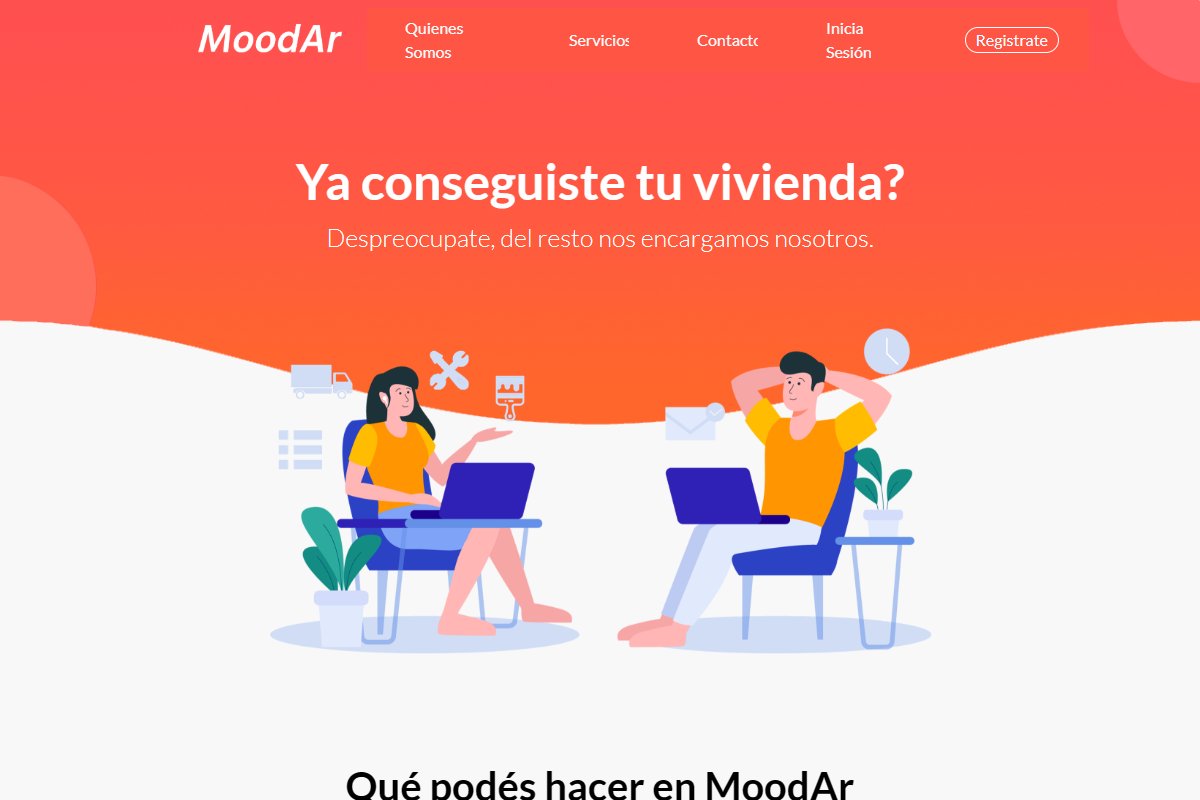 MoodAr
Quienes
Somos
Servicios
Contacto
Inicia
Sesión
Registrate
Ya conseguiste tu vivienda?
Despreocupate, del resto nos encargamos nosotros.
Qué podés hacer en MoodAr